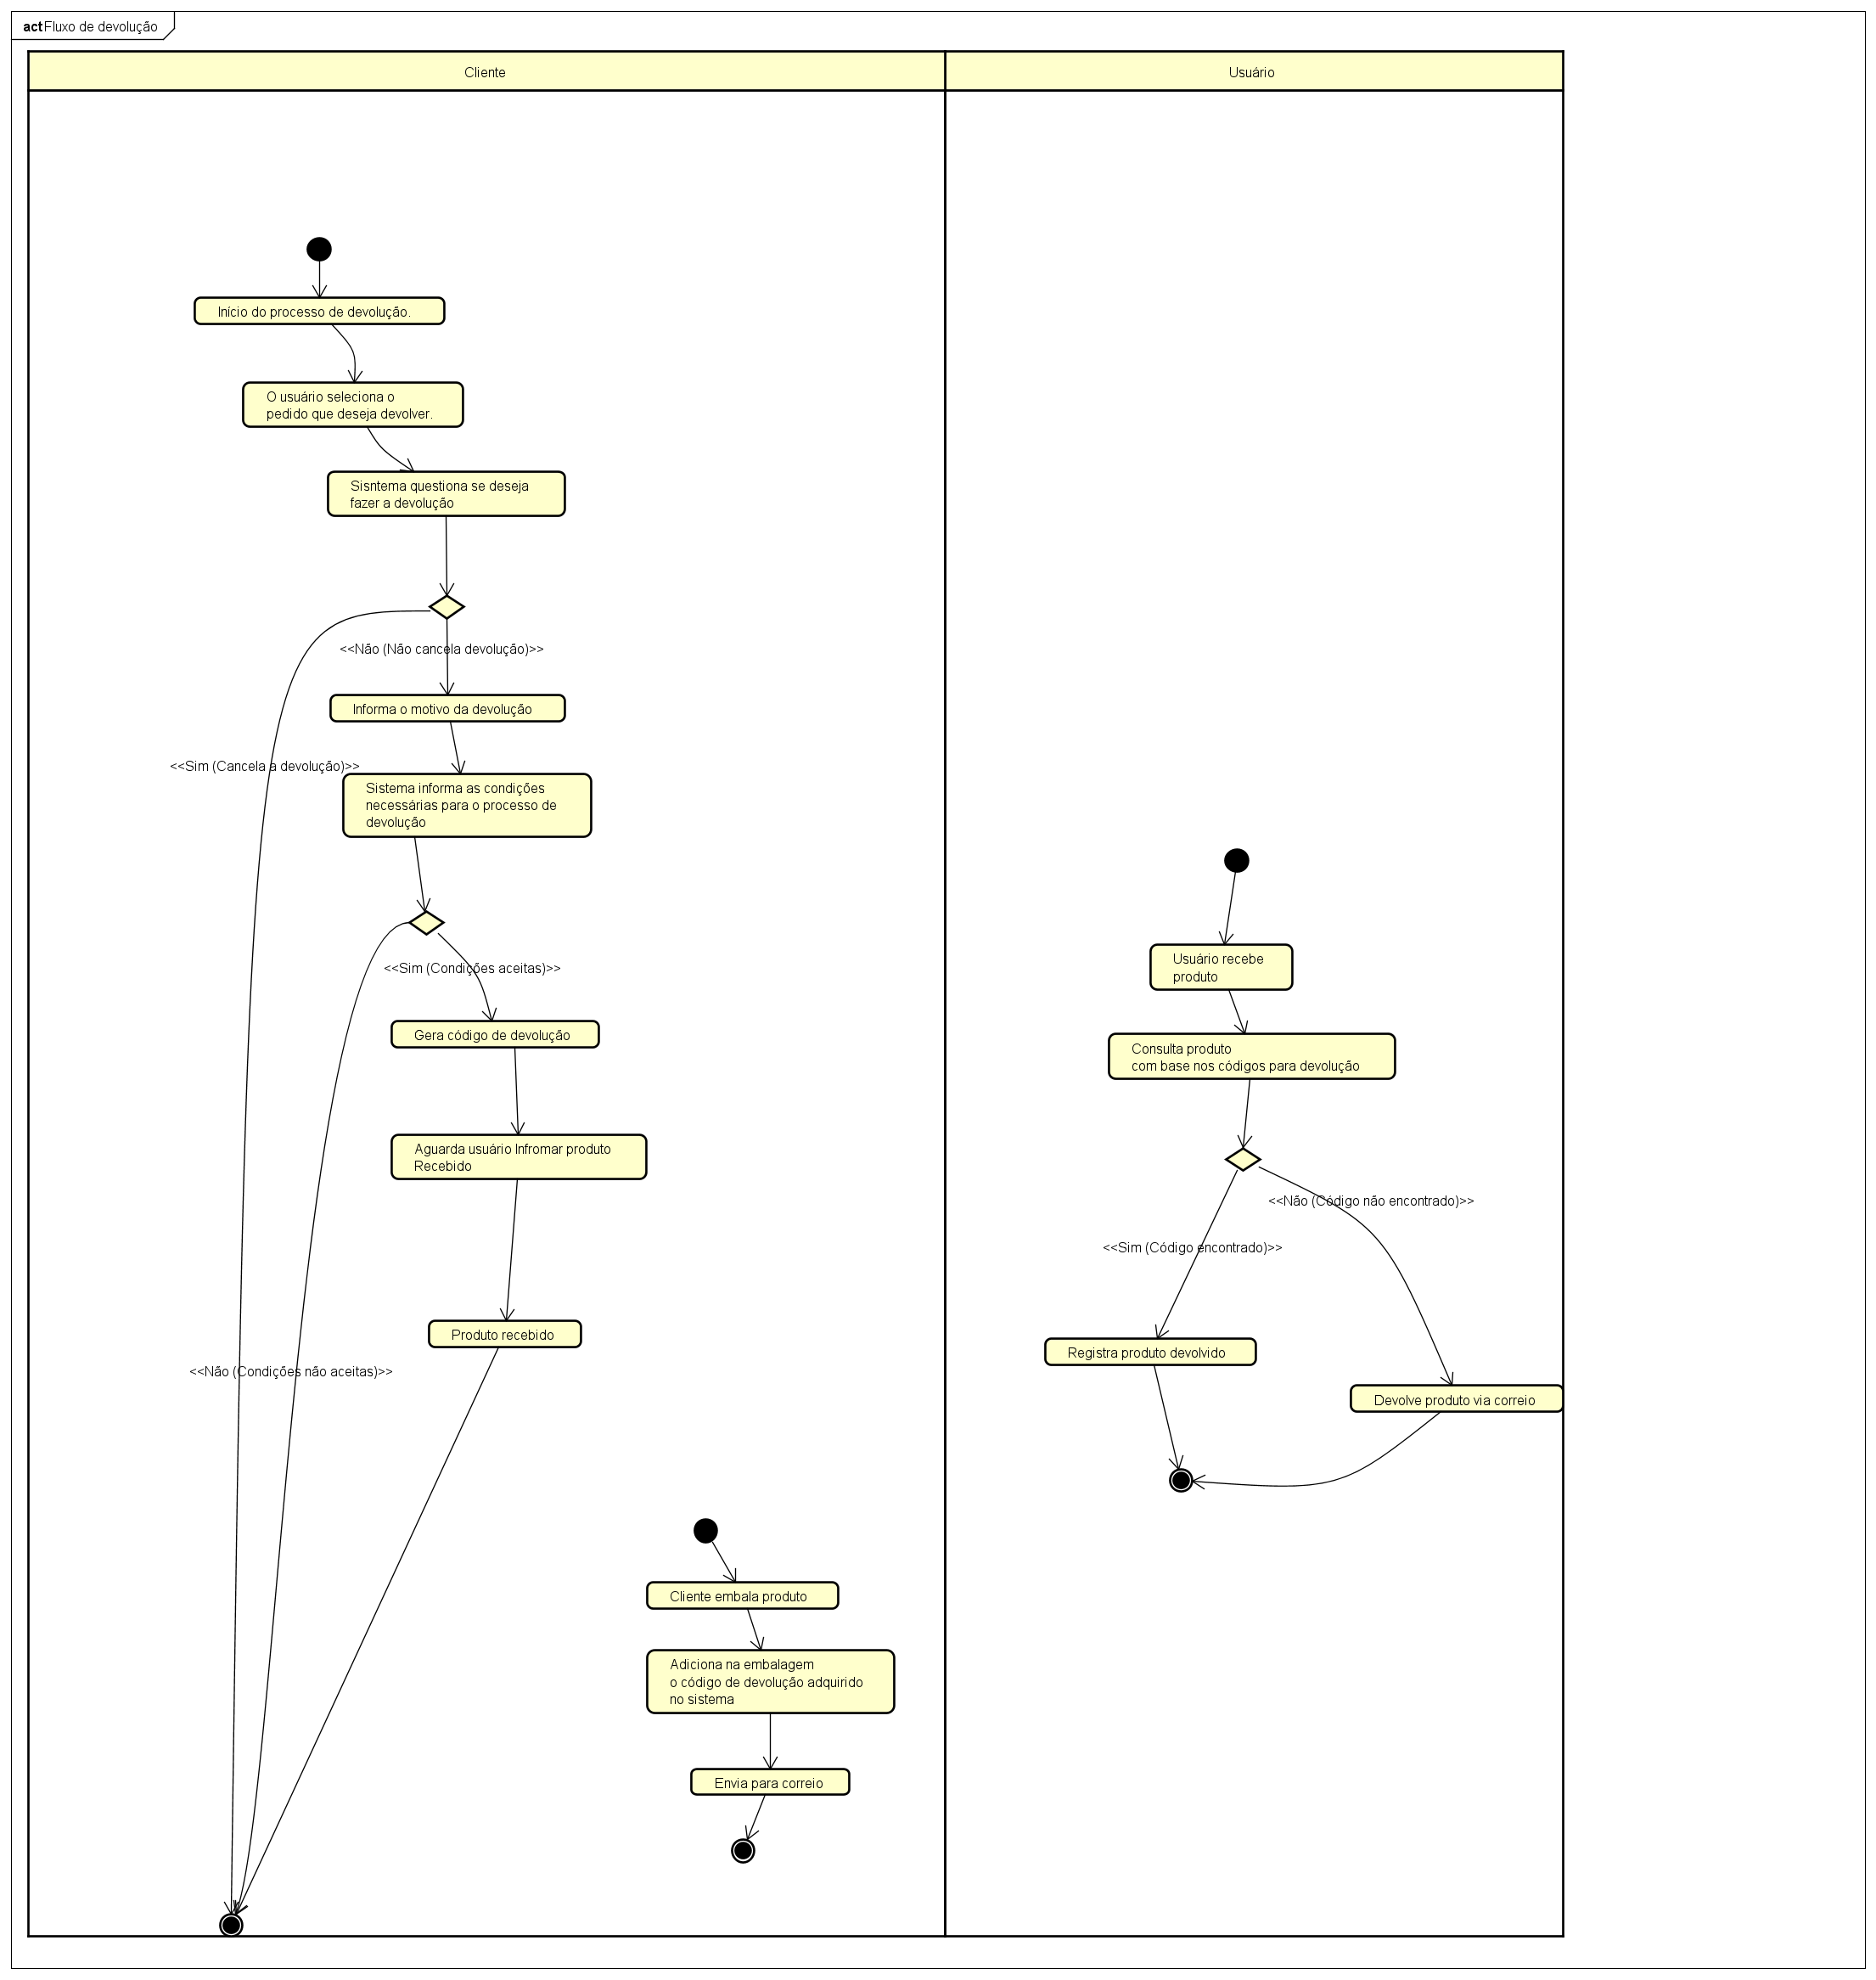 act Fluxo de devolução
Cliente
Usuário
Início do processo de devolução.
O usuário seleciona o
pedido que deseja devolver.
Sisntema questiona se deseja
fazer a devolução
<<Não (Não cancela devolução)>>
Informa o motivo da devolução
<<Sim (Cancela a devolução)>>
Sistema informa as condições
necessárias para o processo de
devolução
<<Sim (Condições aceitas)>>
Gera código de devolução
Aguarda usuário Infromar produto
Recebido
Produto recebido
<<Não (Condições não aceitas)>>
Cliente embala produto
Adiciona na embalagem
o código de devolução adquirido
no sistema
Envia para correio
Usuário recebe
produto
Consulta produto
com base nos códigos para devolução
<<Não (Código não encontrado)>>
<<Sim (Código encontrado)>>
Registra produto devolvido
Devolve produto via correio